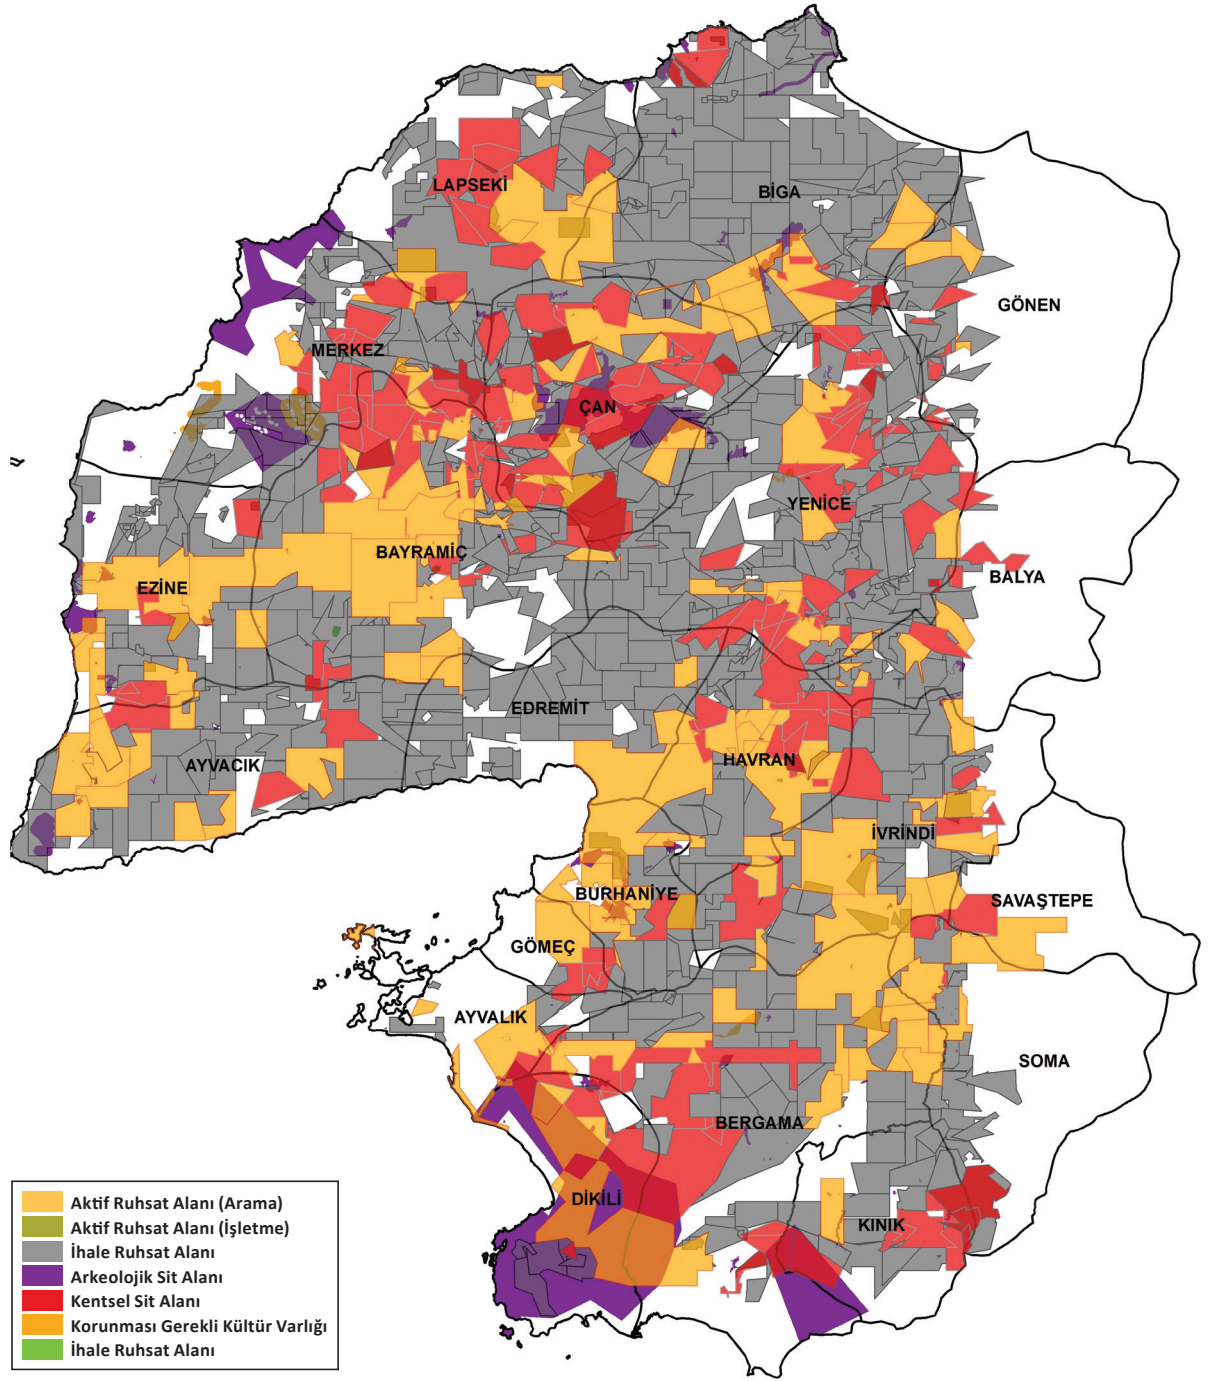 LAPSEKİ
BİGA
GÖNEN
MERKEZ
ÇAN
YENİCE
BAYRAMİÇ
BALYA
EZİNE
EDREMİT
AYVACIK
HAVRAN
İVRİNDİ
BURHANİYE
SAVAŞTEPE
GÖMEÇ
AYVALIK
SOMA
BERGAMA
DİKİLİ
KINIK
Aktif Ruhsat Alanı (Arama)
Aktif Ruhsat Alanı (İşletme)
İhale Ruhsat Alanı
Arkeolojik Sit Alanı
Kentsel Sit Alanı
Korunması Gerekli Kültür Varlığı
İhale Ruhsat Alanı